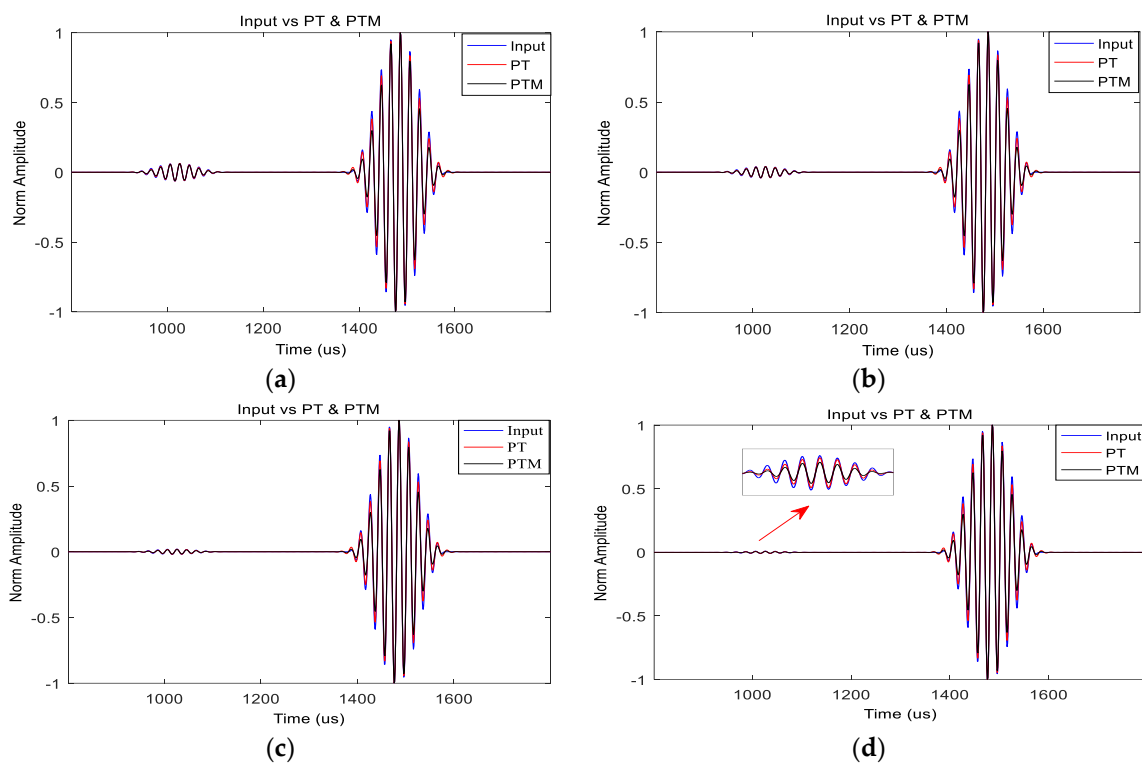 Input vs PT & PTM
Input
PT
PTM
Norm Amplitude
1
0.5
0
-0.5
-1
1000
1200
1400
1600
Time (us)
(a)
Input vs PT & PTM
Input
PT
PTM
Norm Amplitude
1
0.5
0
-0.5
-1
1000
1200
1400
1600
Time (us)
(b)
Input vs PT & PTM
Input
PT
PTM
Norm Amplitude
1
0.5
0
-0.5
-1
1000
1200
1400
1600
Time (us)
(c)
Input vs PT & PTM
Input
PT
PTM
Norm Amplitude
1
0.5
0
-0.5
-1
1000
1200
1400
1600
Time (us)
(d)